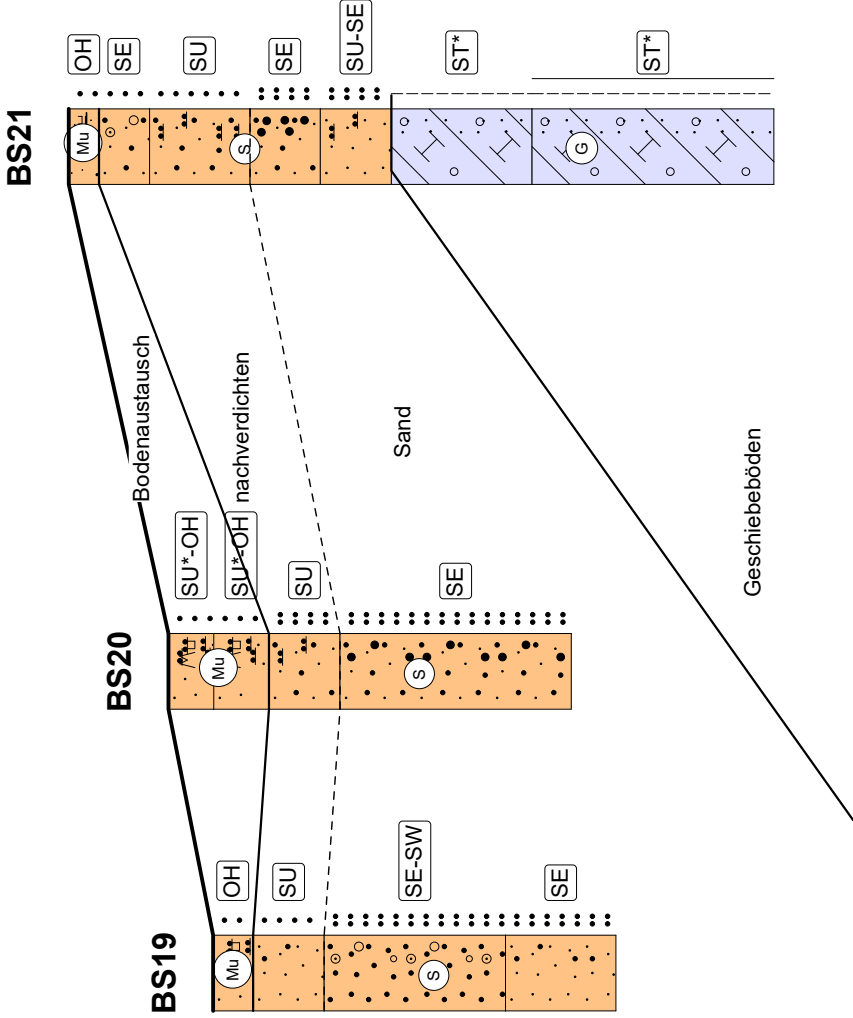 BS21
OH
SE
SU
SE
SU-SE
ST*
ST*
Mu
S
G
Bodenaustausch
nachverdichten
Sand
Geschiebeböden
BS20
SU*-OH
SU*-OH
SU
SE
Mu
S
BS19
OH
SU
SE-SW
SE
Mu
S